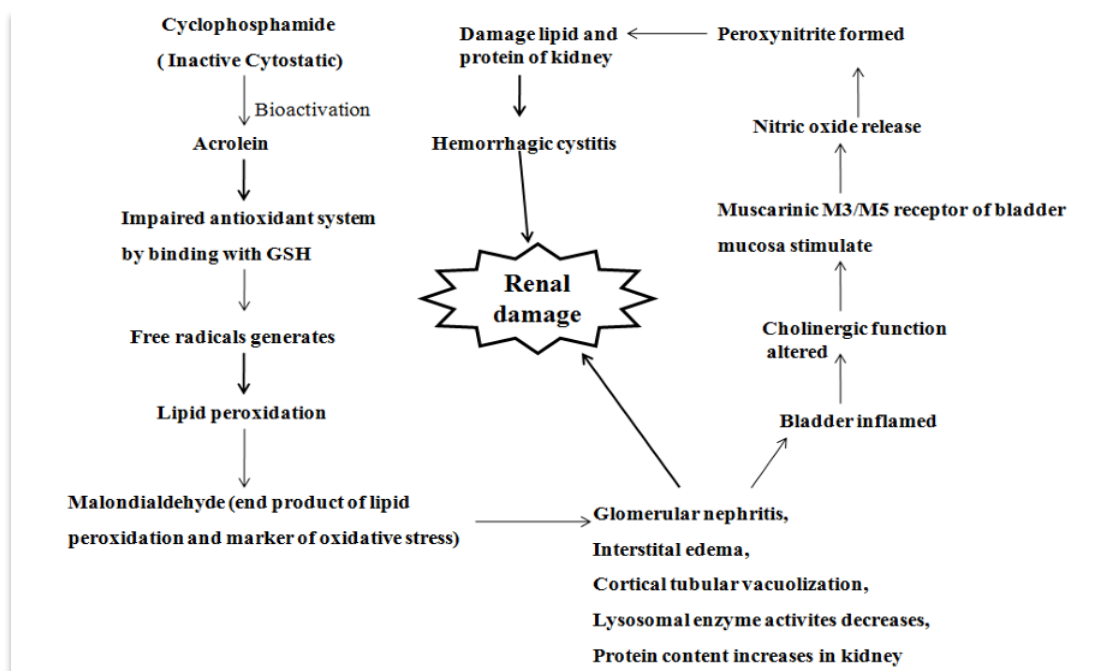 Cyclophosphamide
( Inactive Cytostatic)
Bioactivation
Acrolein
Impaired antioxidant system
by binding with GSH
Free radicals generates
Lipid peroxidation
Malondialdehyde (end product of lipid
peroxidation and marker of oxidative stress)
Glomerular nephritis,
Interstital edema,
Cortical tubular vacuolization,
Lysosomal enzyme activites decreases,
Protein content increases in kidney
Bladder inflamed
Cholinergic function
altered
Muscarinic M3/M5 receptor of bladder
mucosa stimulate
Nitric oxide release
Peroxynitrite formed
Damage lipid and
protein of kidney
Hemorrhagic cystitis
Renal
damage